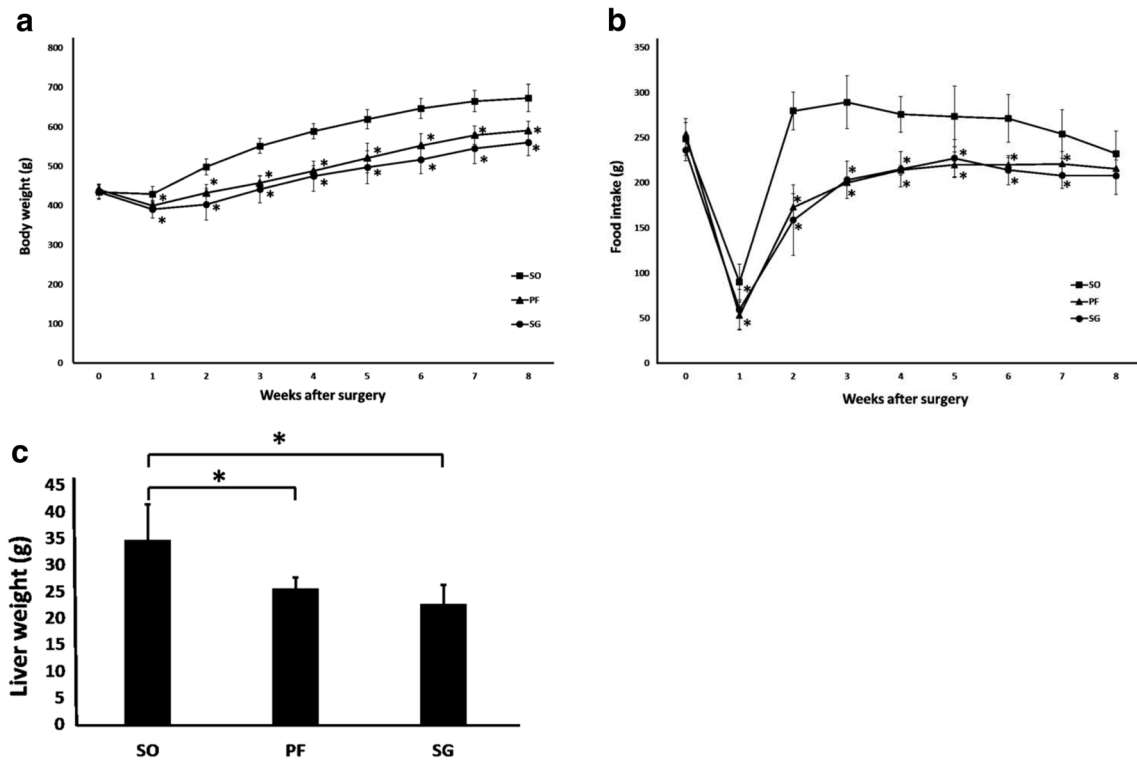 a
800
700
600
500
400
300
200
100
0
Body weight (g)
* * * * * * * *
* * * * * * * *
SO
PF
SG
0 1 2 3 4 5 6 7 8
Weeks after surgery
b
350
300
250
200
150
100
50
0
Food intake (g)
* * * * * * *
* * * * * * *
SO
PF
SG
0 1 2 3 4 5 6 7 8
Weeks after surgery
c
*
*
45
40
35
30
25
20
15
10
5
0
Liver weight (g)
SO PF SG